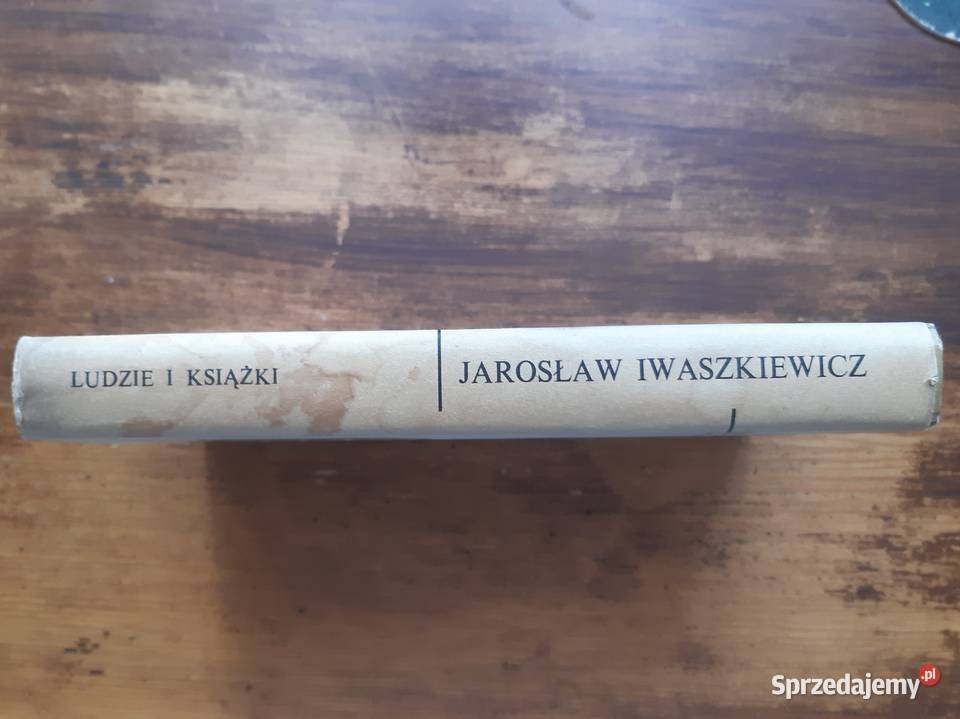 LUDZIE I KSIĄŻKI
JAROSŁAW IWASZKIEWICZ
Sprzedajemy.pl